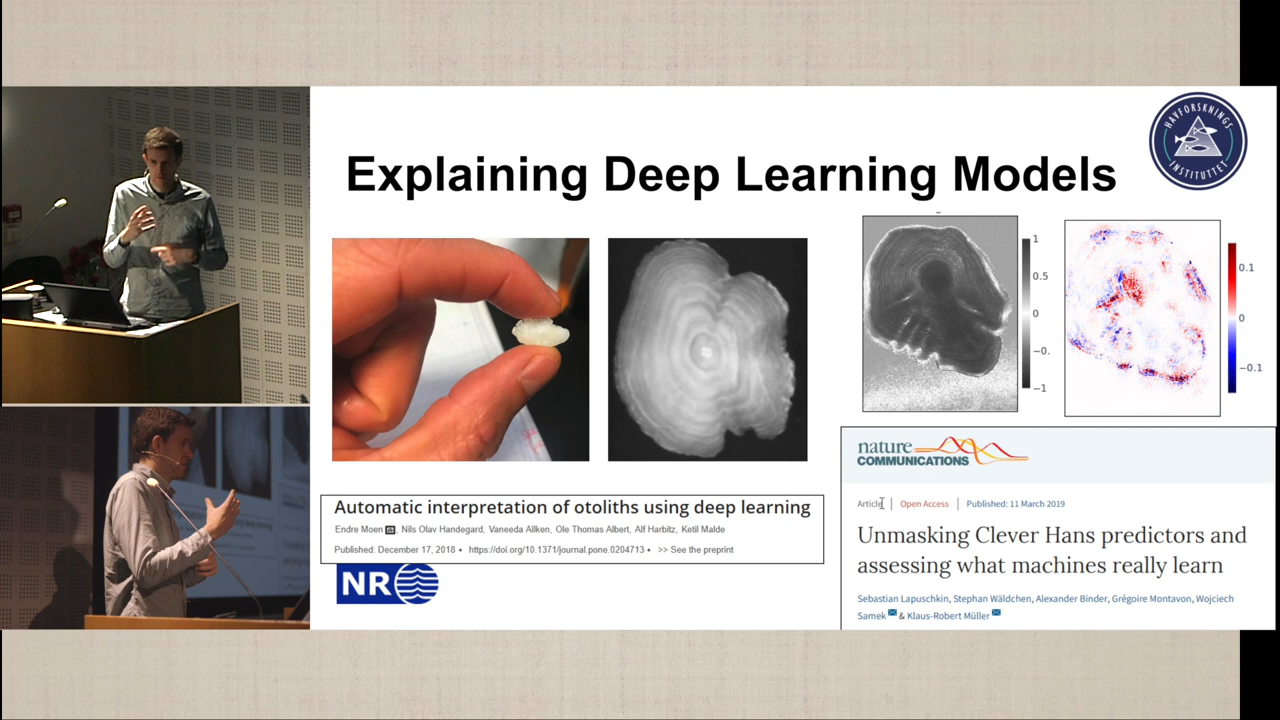 Explaining Deep Learning Models
HAVFORSKNINGS
INSTITUTTET
1
0.5
0
−0.
−1
0.1
0
−0.1
Automatic interpretation of otoliths using deep learning
Endre Moen, Nils Olav Handegard, Vaneeda Allken, Ole Thomas Albert, Alf Harbitz, Ketil Malde
Published: December 17, 2018 • https://doi.org/10.1371/journal.pone.0204713 • >> See the preprint
NR
nature
COMMUNICATIONS
Article | Open Access | Published: 11 March 2019
Unmasking Clever Hans predictors and
assessing what machines really learn
Sebastian Lapuschkin, Stephan Wäldchen, Alexander Binder, Grégoire Montavon, Wojciech
Samek & Klaus-Robert Müller